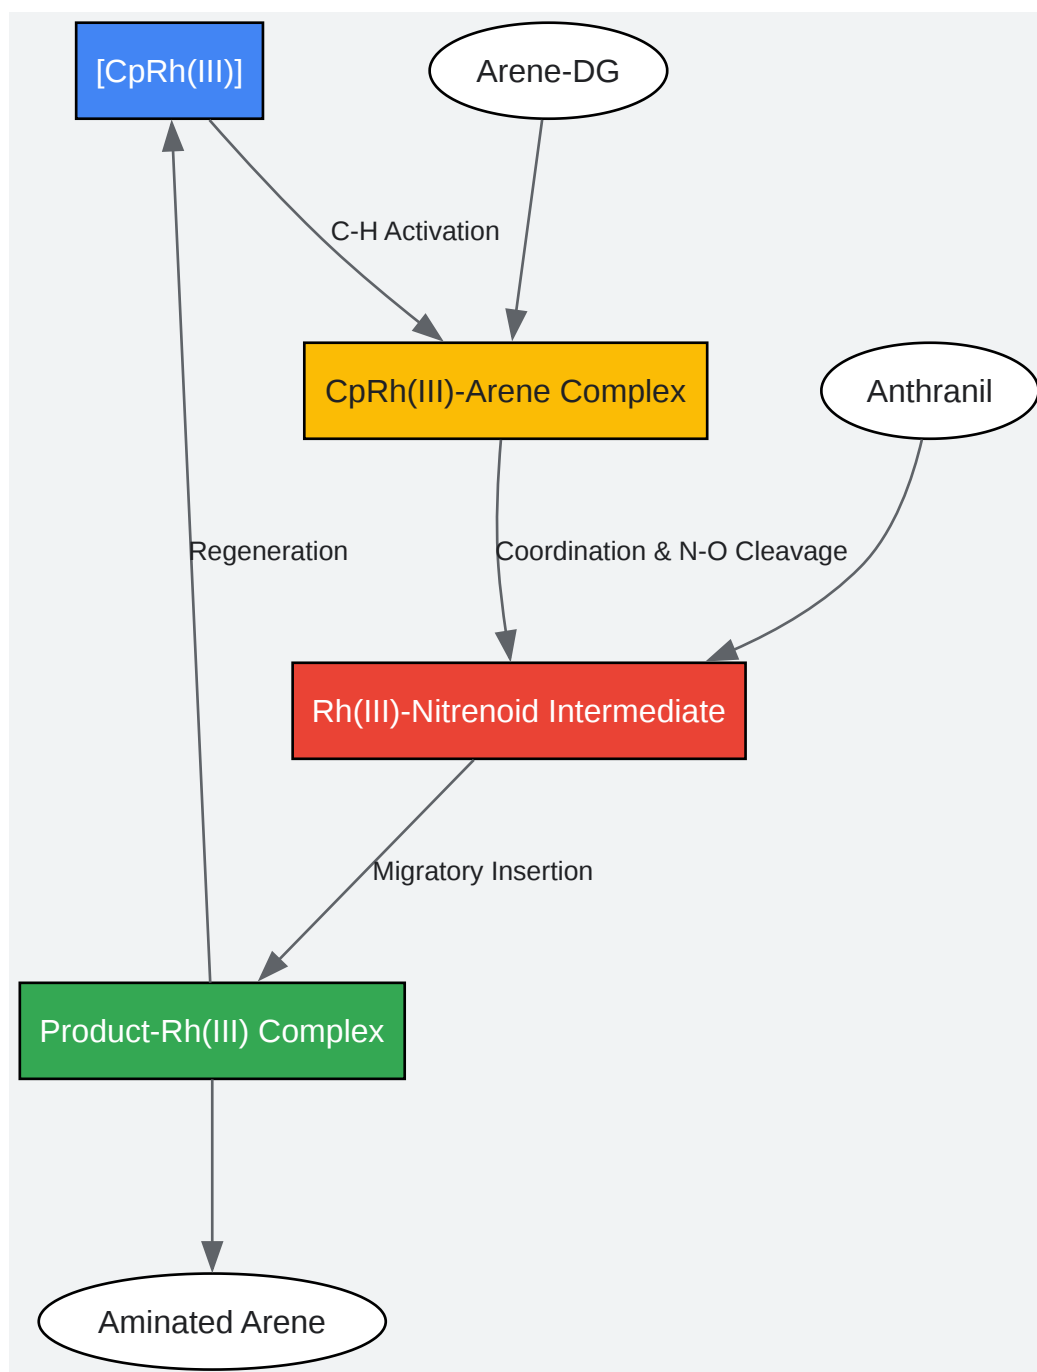 [CpRh(III)]
Arene-DG
C-H Activation
CpRh(III)-Arene Complex
Anthranil
Regeneration
Coordination & N-O Cleavage
Rh(III)-Nitrenoid Intermediate
Migratory Insertion
Product-Rh(III) Complex
Aminated Arene